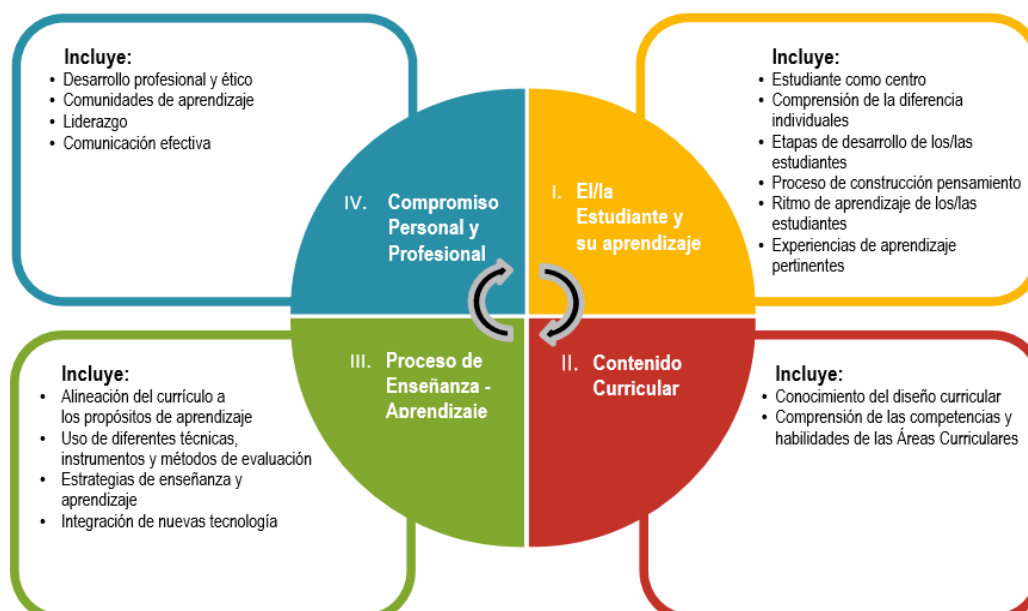 Incluye:
• Desarrollo profesional y ético
• Comunidades de aprendizaje
• Liderazgo
• Comunicación efectiva
Incluye:
• Estudiante como centro
• Comprensión de la diferencia
individuales
• Etapas de desarrollo de los/las
estudiantes
• Proceso de construcción pensamiento
• Ritmo de aprendizaje de los/las
estudiantes
• Experiencias de aprendizaje
pertinentes
IV. Compromiso
Personal y
Profesional
I. El/la
Estudiante y
su aprendizaje
III. Proceso de
Enseñanza -
Aprendizaje
II. Contenido
Curricular
Incluye:
• Alineación del currículo a
los propósitos de aprendizaje
• Uso de diferentes técnicas,
instrumentos y métodos de evaluación
• Estrategias de enseñanza y
aprendizaje
• Integración de nuevas tecnología
Incluye:
• Conocimiento del diseño curricular
• Comprensión de las competencias y
habilidades de las Áreas Curriculares